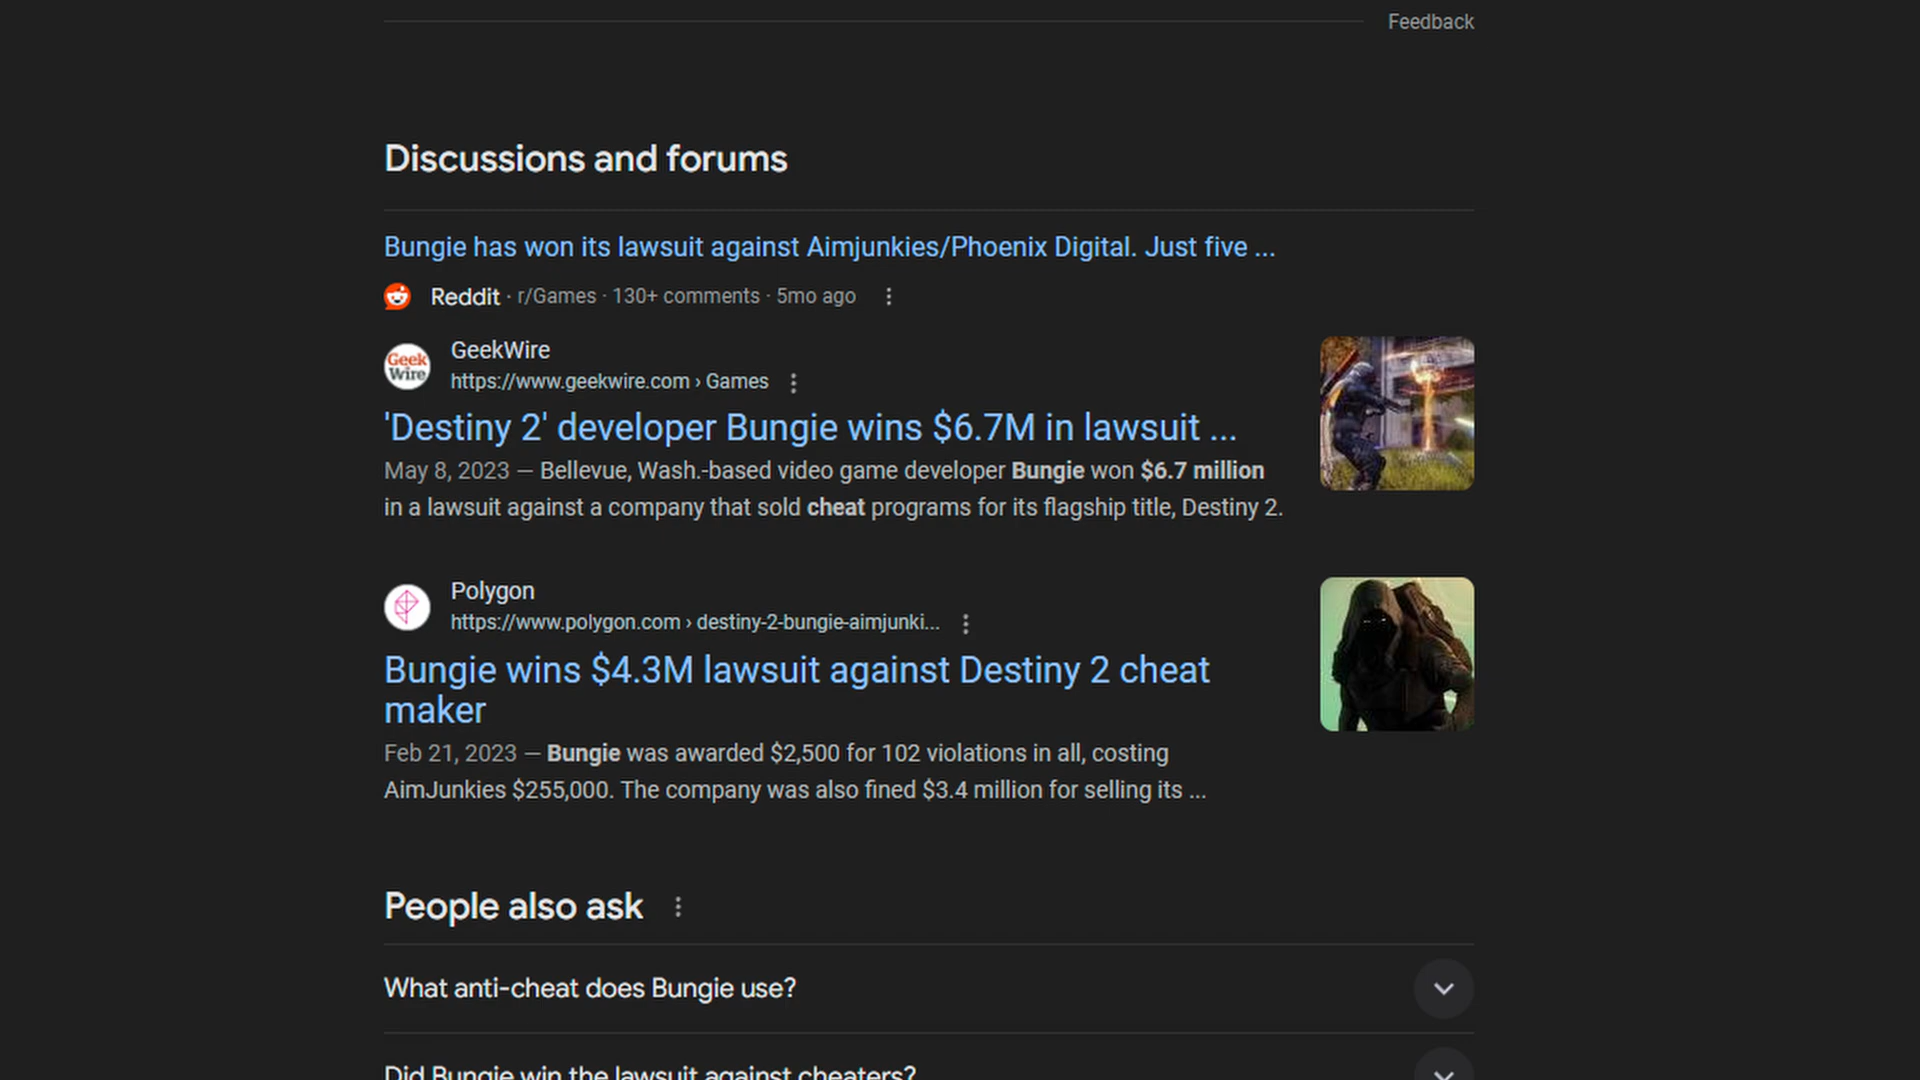 Feedback
Discussions and forums
Bungie has won its lawsuit against Aimjunkies/Phoenix Digital. Just five ...
Reddit · r/Games · 130+ comments · 5mo ago
Geek
Wire
GeekWire
https://www.geekwire.com › Games
'Destiny 2' developer Bungie wins $6.7M in lawsuit ...
May 8, 2023 — Bellevue, Wash.-based video game developer Bungie won $6.7 million
in a lawsuit against a company that sold cheat programs for its flagship title, Destiny 2.
Polygon
https://www.polygon.com › destiny-2-bungie-aimjunki...
Bungie wins $4.3M lawsuit against Destiny 2 cheat
maker
Feb 21, 2023 — Bungie was awarded $2,500 for 102 violations in all, costing
AimJunkies $255,000. The company was also fined $3.4 million for selling its ...
People also ask
What anti-cheat does Bungie use?
Did Bungie win the lawsuit against cheaters?